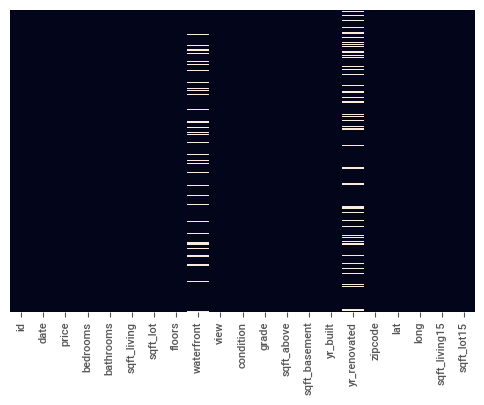 id
date
price
bedrooms
bathrooms
sqft_living
sqft_lot
floors
waterfront
view
condition
grade
sqft_above
sqft_basement
yr_built
yr_renovated
zipcode
lat
long
sqft_living15
sqft_lot15